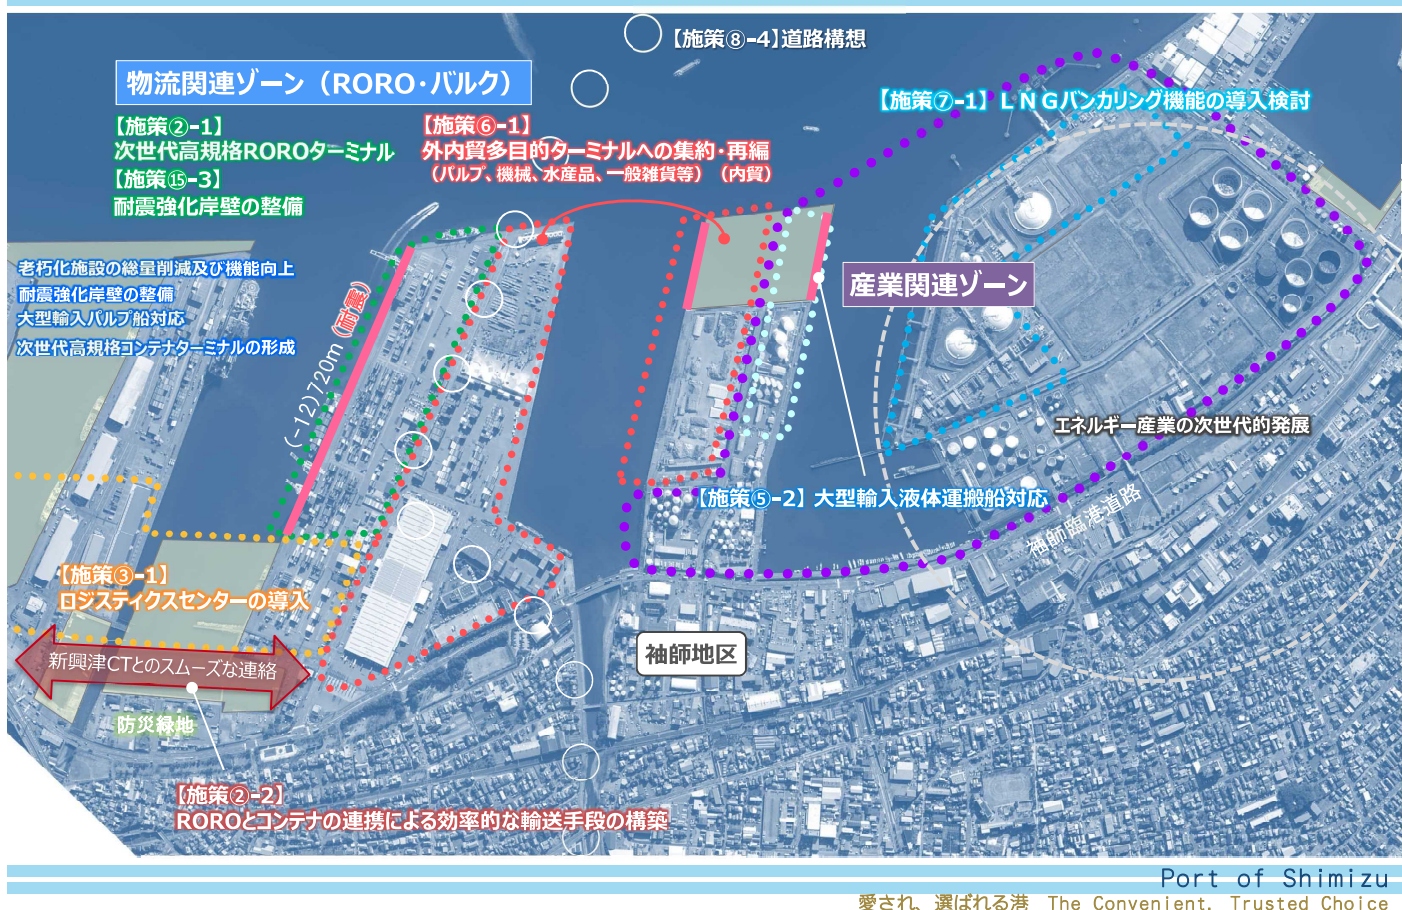 【施策⑧-4】道路構想
物流関連ゾーン（RORO・バルク）
【施策②-1】
次世代高規格ROROターミナル
【施策⑮-3】
耐震強化岸壁の整備
【施策⑥-1】
外内貿多目的ターミナルへの集約・再編
（パルプ、機械、水産品、一般雑貨等）（内貿）
【施策⑦-1】ＬＮＧバンカリング機能の導入検討
老朽化施設の総量削減及び機能向上
耐震強化岸壁の整備
大型輸入パルプ船対応
次世代高規格コンテナターミナルの形成
(-12)720m(耐震)
産業関連ゾーン
エネルギー産業の次世代的発展
【施策⑤-2】大型輸入液体運搬船対応
袖師臨港道路
【施策③-1】
ロジスティクスセンターの導入
袖師地区
新興津CTとのスムーズな連絡
防災緑地
【施策②-2】
ROROとコンテナの連携による効率的な輸送手段の構築
Port of Shimizu
愛され、選ばれる港 The Convenient, Trusted Choice